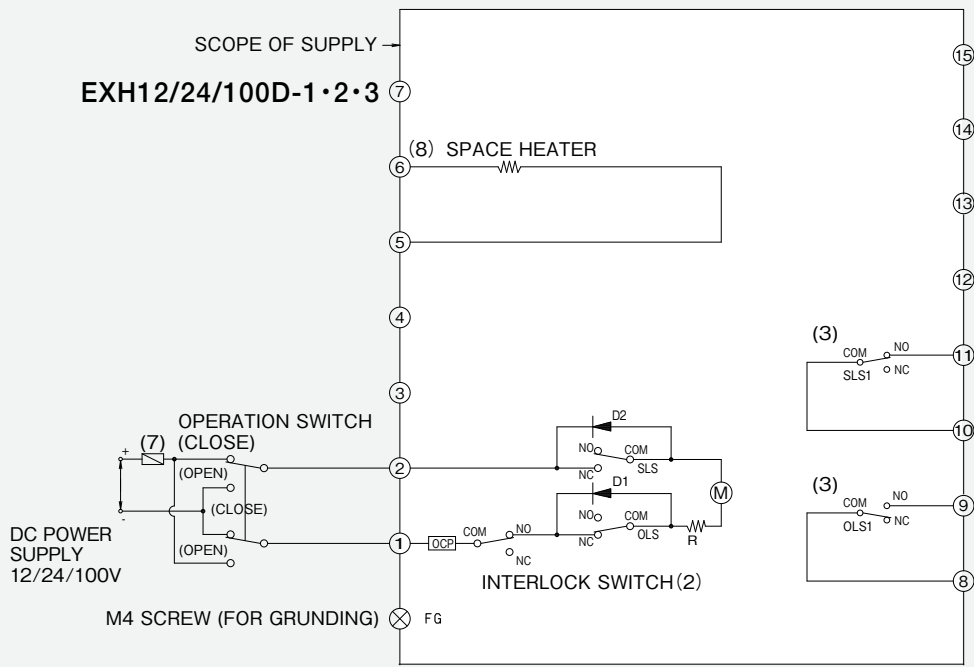 SCOPE OF SUPPLY
EXH12/24/100D-1・2・3
7
15
14
(8) SPACE HEATER
6
13
5
12
4
(3)
COM
NO
11
SLS1
NC
3
10
OPERATION SWITCH
(CLOSE)
D2
(7)
+
NO
COM
(OPEN)
2
NC
SLS
(CLOSE)
D1
M
(3)
-
NO
COM
NO
9
COM
OLS1
NC
DC POWER
SUPPLY
12/24/100V
(OPEN)
1
OCP
COM
NO
NC
OLS
R
NC
8
INTERLOCK SWITCH(2)
M4 SCREW (FOR GRUNDING)
FG